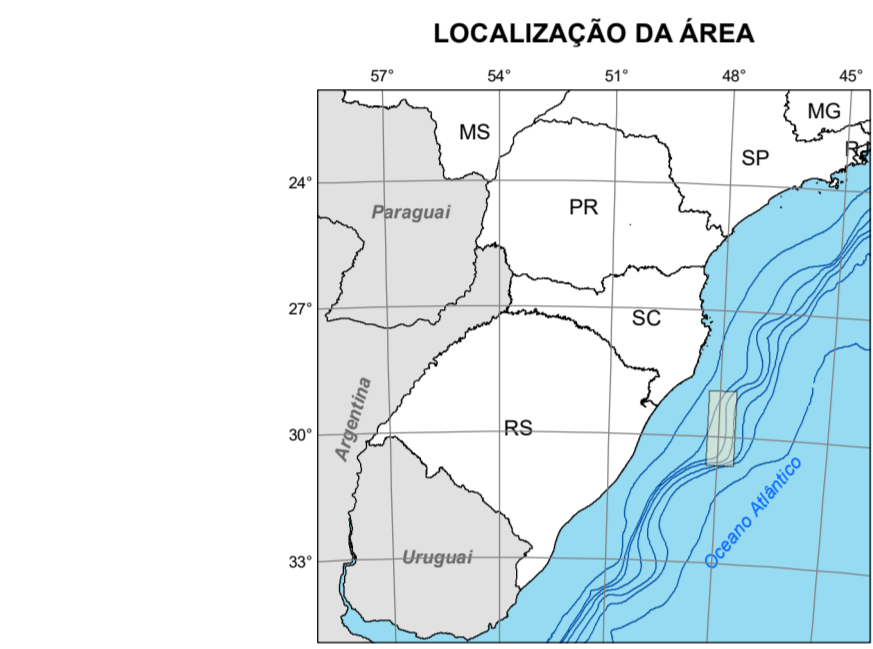 LOCALIZAÇÃO DA ÁREA
57° 54° 51° 48° 45°
MG
MS
SP
24°
Paraguai
PR
27°
SC
Argentina
RS
30°
Oceano Atlântico
Uruguai
33°